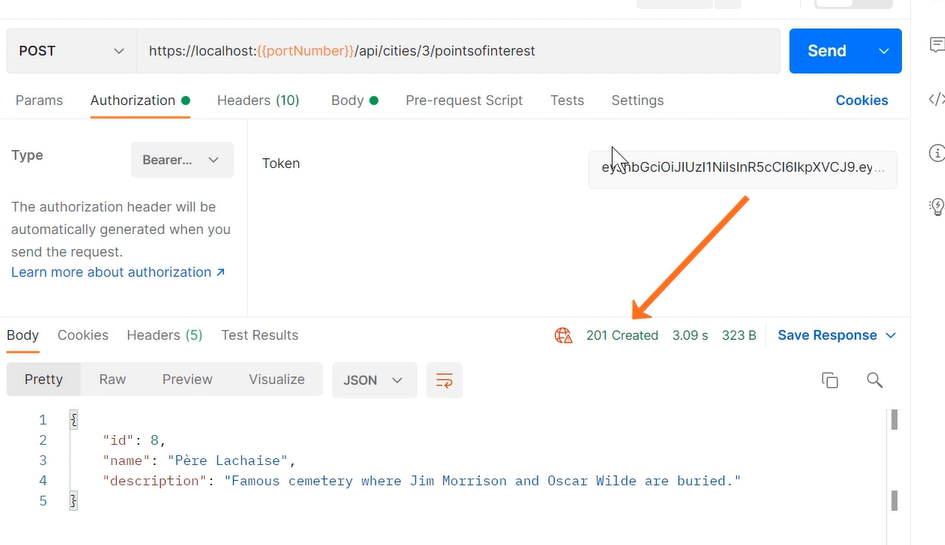 POST
https://localhost:{{portNumber}}/api/cities/3/pointsofinterest
Send
Params
Authorization
Headers (10)
Body
Pre-request Script
Tests
Settings
Cookies
Type
Bearer...
Token
The authorization header will be
automatically generated when you
send the request.
Learn more about authorization ↗
Body
Cookies
Headers (5)
Test Results
201 Created
3.09 s
323 B
Save Response
Pretty
Raw
Preview
Visualize
JSON
1 {
2 "id": 8,
3 "name": "Père Lachaise",
4 "description": "Famous cemetery where Jim Morrison and Oscar Wilde are buried."
5 }